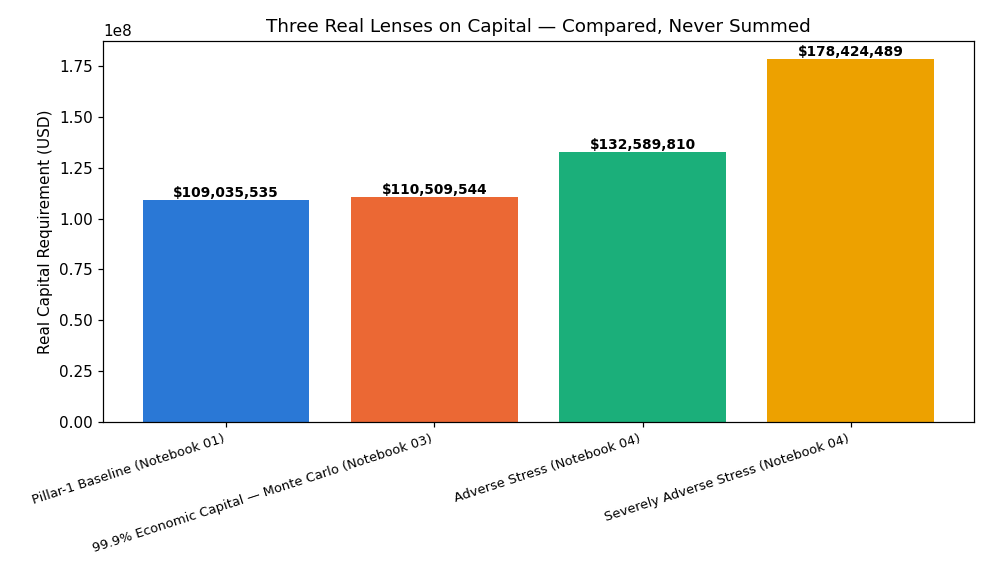 Three Real Lenses on Capital — Compared, Never Summed
1e8
Real Capital Requirement (USD)
1.75
1.50
1.25
1.00
0.75
0.50
0.25
0.00
$109,035,535
$110,509,544
$132,589,810
$178,424,489
Pillar-1 Baseline (Notebook 01)
99.9% Economic Capital — Monte Carlo (Notebook 03)
Adverse Stress (Notebook 04)
Severely Adverse Stress (Notebook 04)